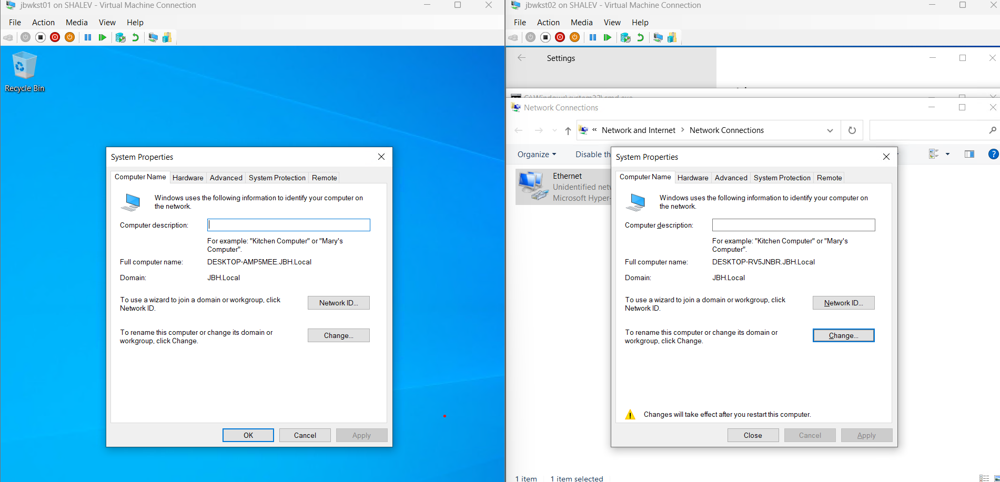 jbwkst01 on SHALEV - Virtual Machine Connection
File Action Media View Help
Recycle Bin
System Properties
Computer Name Hardware Advanced System Protection Remote
Windows uses the following information to identify your computer on
the network.
Computer description:
For example: "Kitchen Computer" or "Mary's
Computer".
Full computer name: DESKTOP-AMP5MEE.JBH.Local
Domain: JBH.Local
To use a wizard to join a domain or workgroup, click
Network ID.
Network ID...
To rename this computer or change its domain or
workgroup, click Change.
Change...
OK Cancel Apply
jbwkst02 on SHALEV - Virtual Machine Connection
File Action Media View Help
Settings
C:\Windows\system32\cmd.exe
Network Connections
« Network and Internet > Network Connections
Organize Disable th
Ethernet
Unidentified netw
Microsoft Hyper-
System Properties
Computer Name Hardware Advanced System Protection Remote
Windows uses the following information to identify your computer on
the network.
Computer description:
For example: "Kitchen Computer" or "Mary's
Computer".
Full computer name: DESKTOP-RV5JNBR.JBH.Local
Domain: JBH.Local
To use a wizard to join a domain or workgroup, click
Network ID.
Network ID...
To rename this computer or change its domain or
workgroup, click Change.
Change...
Changes will take effect after you restart this computer.
Close Cancel Apply
1 item 1 item selected